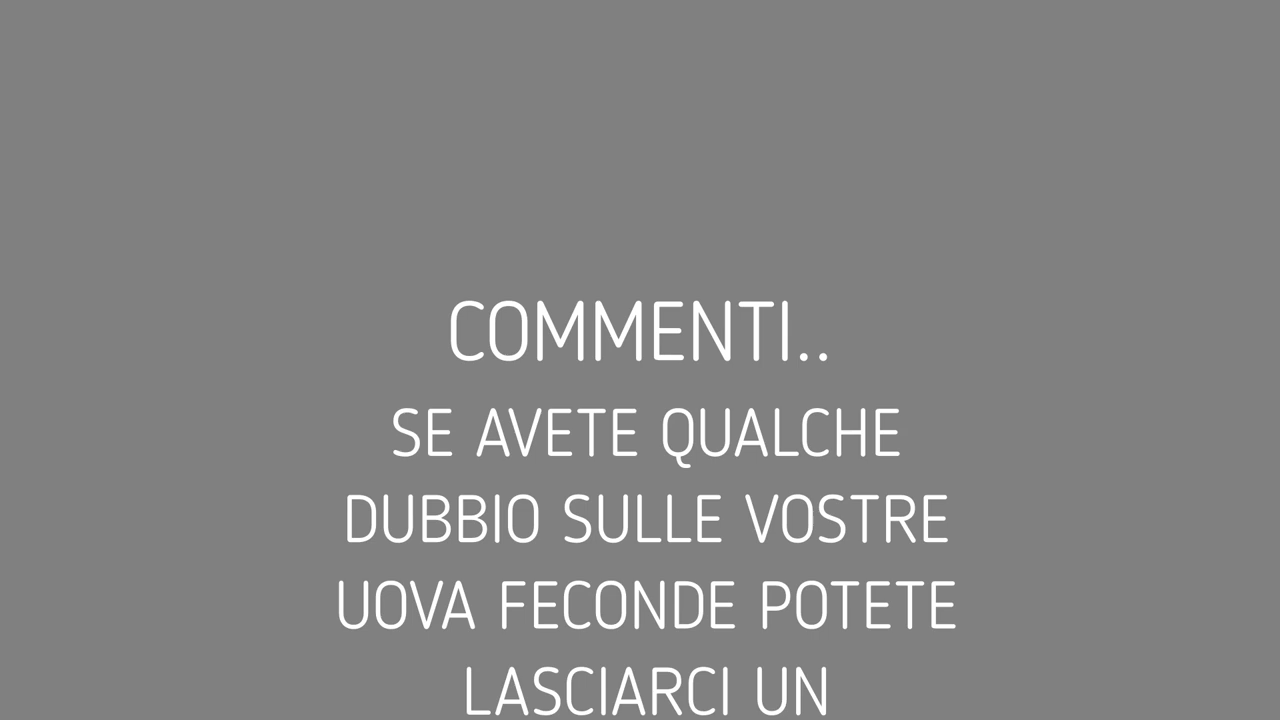 COMMENTI..
SE AVETE QUALCHE
DUBBIO SULLE VOSTRE
UOVA FECONDE POTETE
LASCIARCI UN